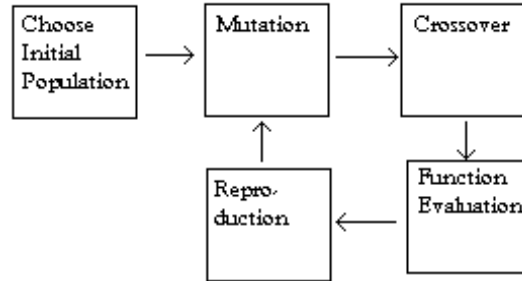 Choose
Initial
Population
Mutation
Crossover
Function
Evaluation
Repro-
duction